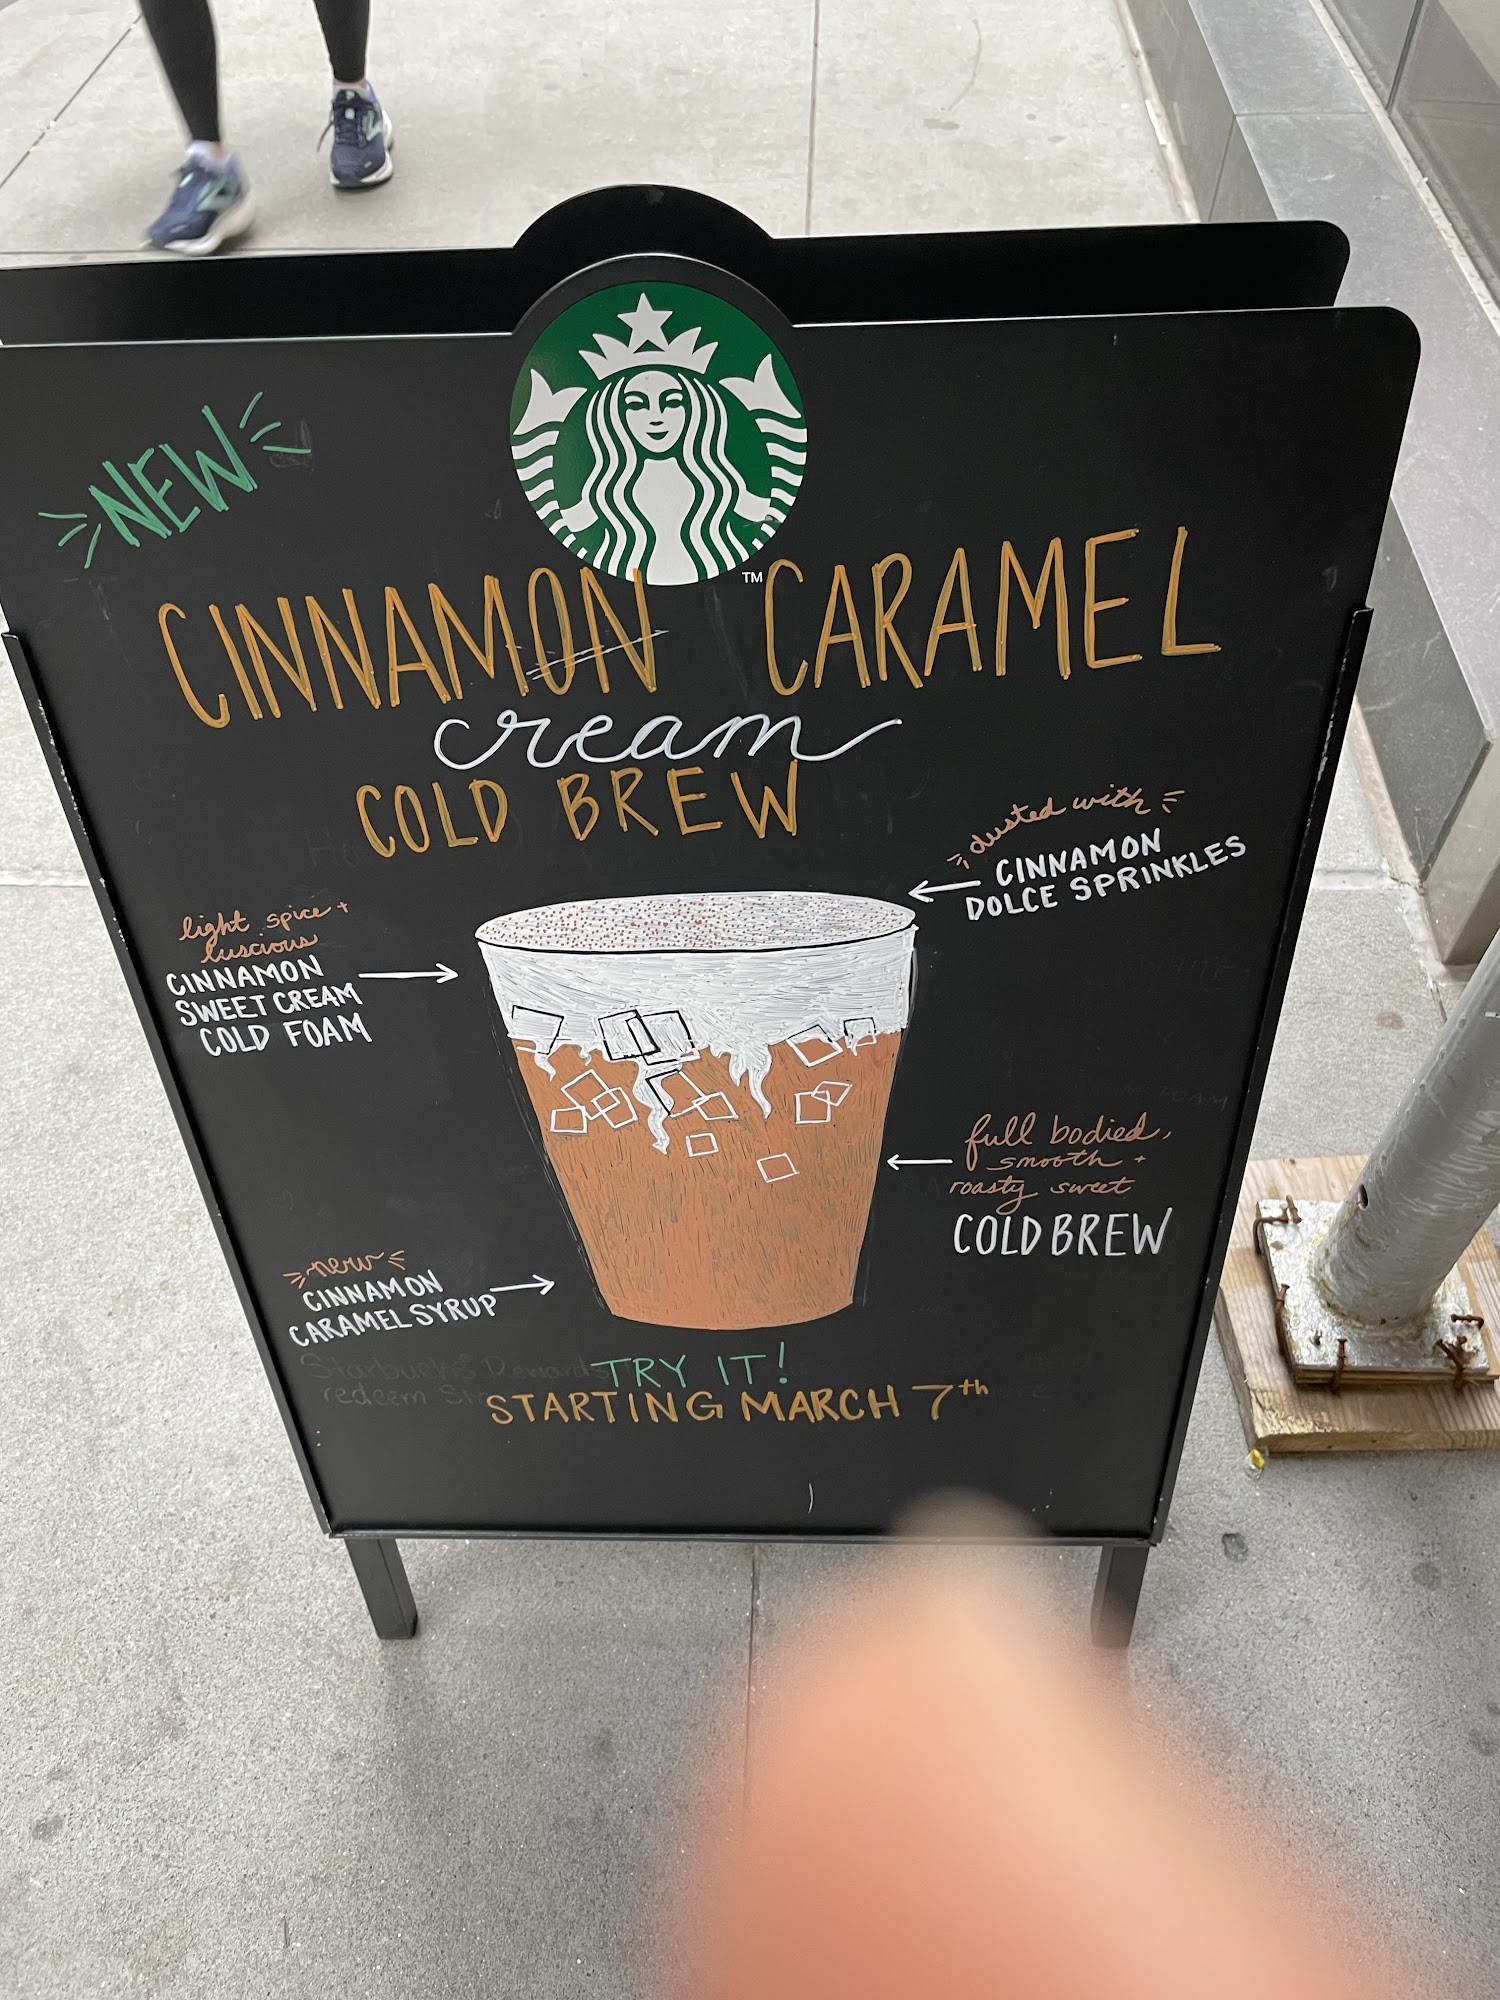 NEW
TM
CINNAMON CARAMEL
cream
COLD BREW
dusted with
CINNAMON
DOLCE SPRINKLES
light spice +
luscious
CINNAMON
SWEET CREAM
COLD FOAM
full bodied,
smooth +
roasty sweet
COLD BREW
new
CINNAMON
CARAMEL SYRUP
TRY IT!
STARTING MARCH 7th